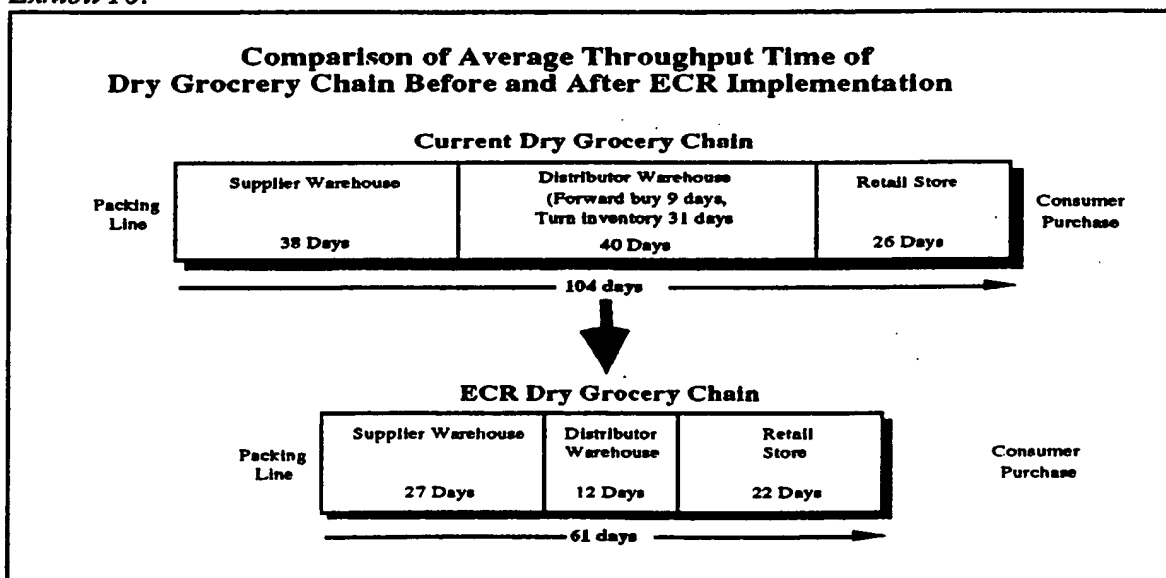 Comparison of Average Throughput Time of
Dry Grocrery Chain Before and After ECR Implementation
Current Dry Grocery Chain
Packing
Line
Supplier Warehouse
38 Days
Distributor Warehouse
(Forward buy 9 days,
Turn inventory 31 days
40 Days
Retail Store
26 Days
Consumer
Purchase
104 days
ECR Dry Grocery Chain
Packing
Line
Supplier Warehouse
27 Days
Distributor
Warehouse
12 Days
Retail
Store
22 Days
Consumer
Purchase
61 days